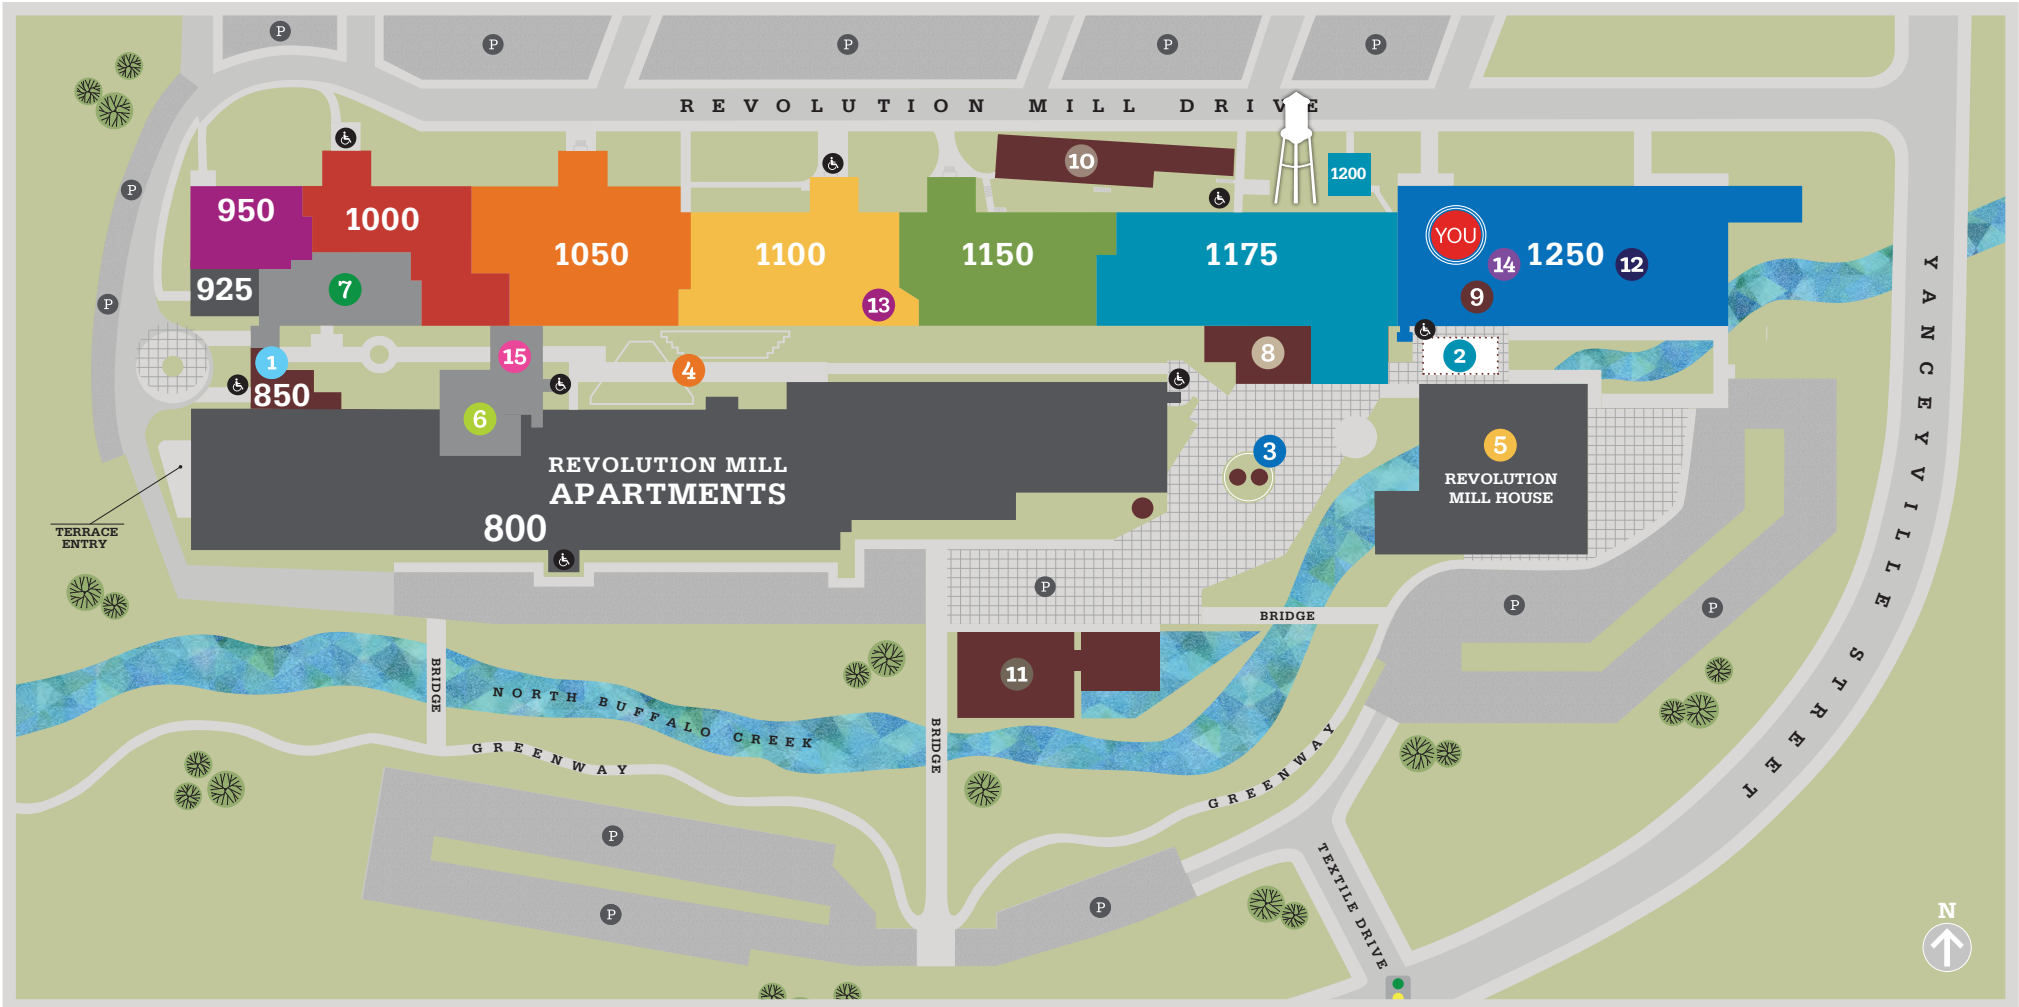 P
P
P
P
P
REVOLUTION MILL DRIVE
10
1200
P
950
1000
1050
1100
1150
1175
YOU
14
1250
12
9
925
7
13
P
1
850
15
4
8
2
6
3
5
REVOLUTION MILL
APARTMENTS
800
REVOLUTION
MILL HOUSE
TERRACE
ENTRY
YANCEYVILLE STREET
P
P
P
BRIDGE
BRIDGE
11
NORTH BUFFALO CREEK
GREENWAY
BRIDGE
GREENWAY
P
P
P
TEXTILE DRIVE
N